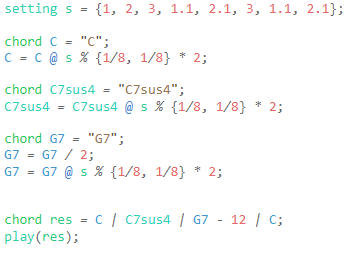 setting s = {1, 2, 3, 1.1, 2.1, 3, 1.1, 2.1};
chord C = "C";
C = C @ s % {1/8, 1/8} * 2;
chord C7sus4 = "C7sus4";
C7sus4 = C7sus4 @ s % {1/8, 1/8} * 2;
chord G7 = "G7";
G7 = G7 / 2;
G7 = G7 @ s % {1/8, 1/8} * 2;
chord res = C | C7sus4 | G7 - 12 | C;
play(res);